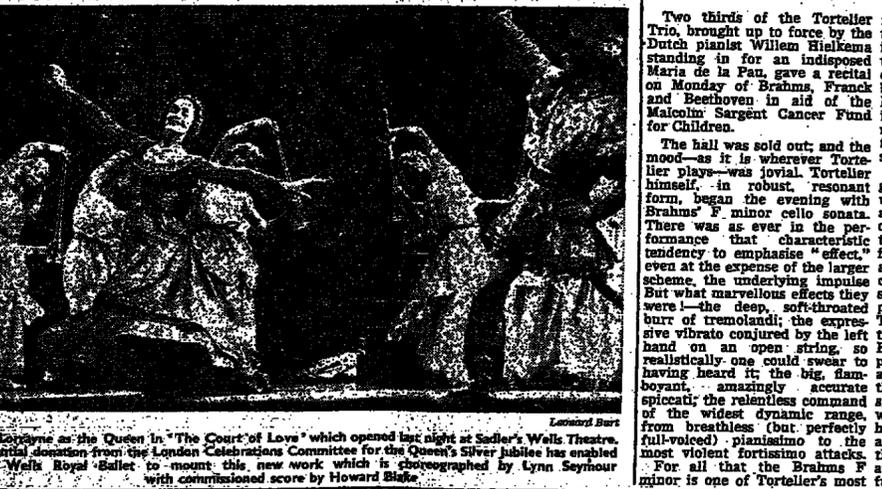 Leonard Burt
Lorrayne as the Queen in "The Court of Love" which opened last night at Sadler's Wells Theatre.
donation from the London Celebrations Committee for the Queen's Silver Jubilee has enabled
Wells Royal Ballet to mount this new work which is choreographed by Lynn Seymour
with commissioned score by Howard Blake
Two thirds of the Tortelier
Trio, brought up to force by the
Dutch pianist Willem Hielkema
standing in for an indisposed
Maria de la Pau, gave a recital
on Monday of Brahms, Franck
and Beethoven in aid of the
Malcolm Sargent Cancer Fund
for Children.
The hall was sold out; and the
mood—as it is wherever Torte-
lier plays—was jovial. Tortelier
himself, in robust, resonant
form, began the evening with
Brahms' F minor cello sonata.
There was as ever in the per-
formance that characteristic
tendency to emphasise "effect,"
even at the expense of the larger
scheme, the underlying impulse
But what marvellous effects they
were!—the deep, soft-throated
burr of tremolandi; the expres-
sive vibrato conjured by the left
hand on an open string, so
realistically one could swear to
having heard it; the big, flam-
boyant, amazingly accurate
spiccati; the relentless command
of the widest dynamic range,
from breathless (but perfectly
full-voiced) pianissimo to the
most violent fortissimo attacks.
For all that the Brahms F
minor is one of Tortelier's most